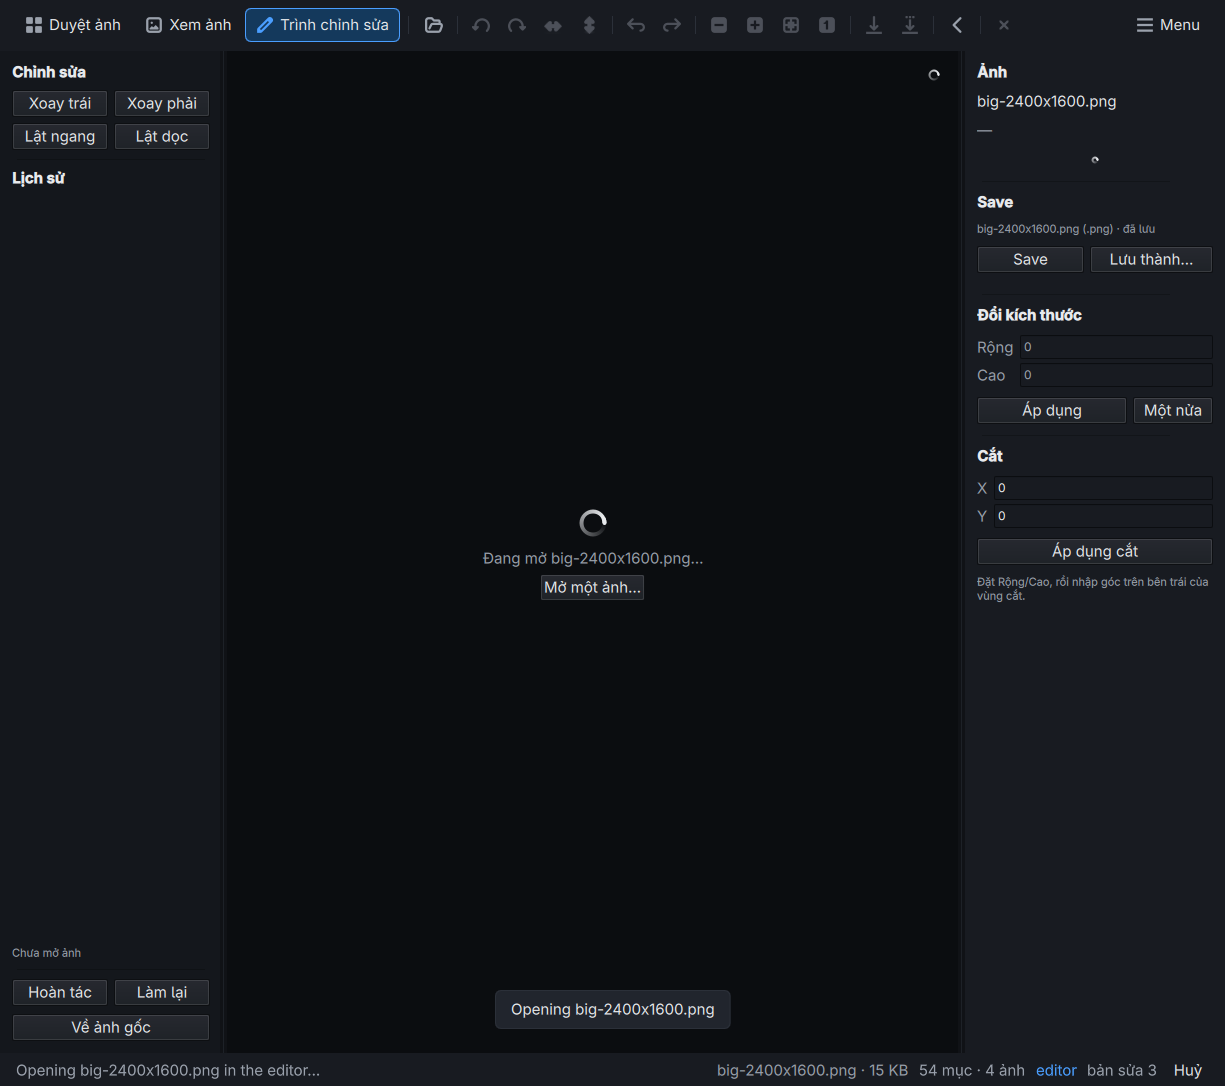 Duyệt ảnh Xem ảnh Trình chỉnh sửa Menu
Chỉnh sửa
Xoay trái Xoay phải
Lật ngang Lật dọc
Lịch sử
Đang mở big-2400x1600.png...
Mở một ảnh...
Opening big-2400x1600.png
Chưa mở ảnh
Hoàn tác Làm lại
Về ảnh gốc
Ảnh
big-2400x1600.png
—
Save
big-2400x1600.png (.png) · đã lưu
Save Lưu thành...
Đổi kích thước
Rộng 0
Cao 0
Áp dụng Một nửa
Cắt
X 0
Y 0
Áp dụng cắt
Đặt Rộng/Cao, rồi nhập góc trên bên trái của
vùng cắt.
Opening big-2400x1600.png in the editor... big-2400x1600.png · 15 KB 54 mục · 4 ảnh editor bản sửa 3 Huỷ